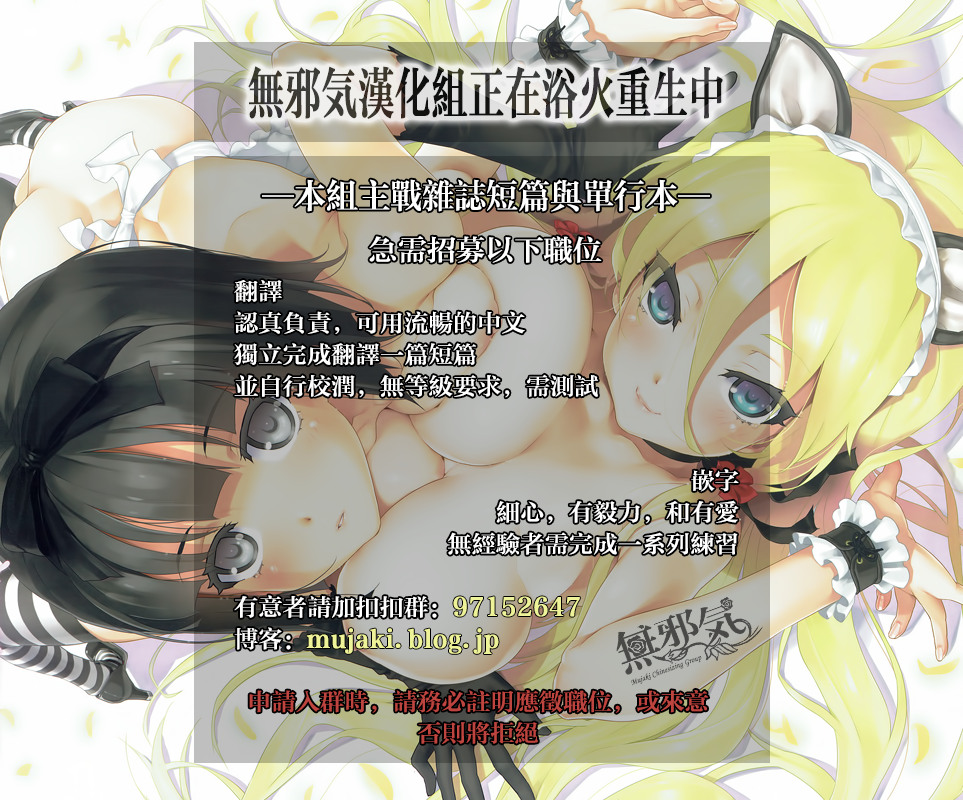 無邪気漢化組正在浴火重生中
—本組主戰雜誌短篇與單行本—
急需招募以下職位
翻譯
認真負責，可用流暢的中文
獨立完成翻譯一篇短篇
並自行校潤，無等級要求，需測試
嵌字
細心，有毅力，和有愛
無經驗者需完成一系列練習
有意者請加扣扣群：97152647
博客：mujaki.blog.jp
無邪気
Mujaki Chinesizing Group
申請入群時，請務必註明應徵職位，或來意
否則將拒絕